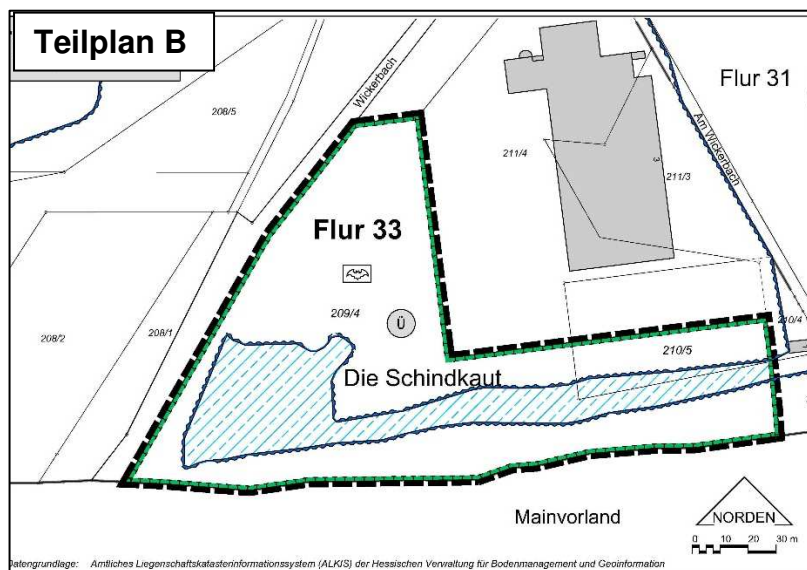 Teilplan B
Flur 31
Wickerbach
208/5
Am Wickerbach
211/4
3
211/3
Flur 33
209/4
Ü
208/2
208/1
210/4
210/5
Die Schindkaut
Mainvorland
NORDEN
0 10 20 30 m
Datengrundlage: Amtliches Liegenschaftskatasterinformationssystem (ALKIS) der Hessischen Verwaltung für Bodenmanagement und Geoinformation